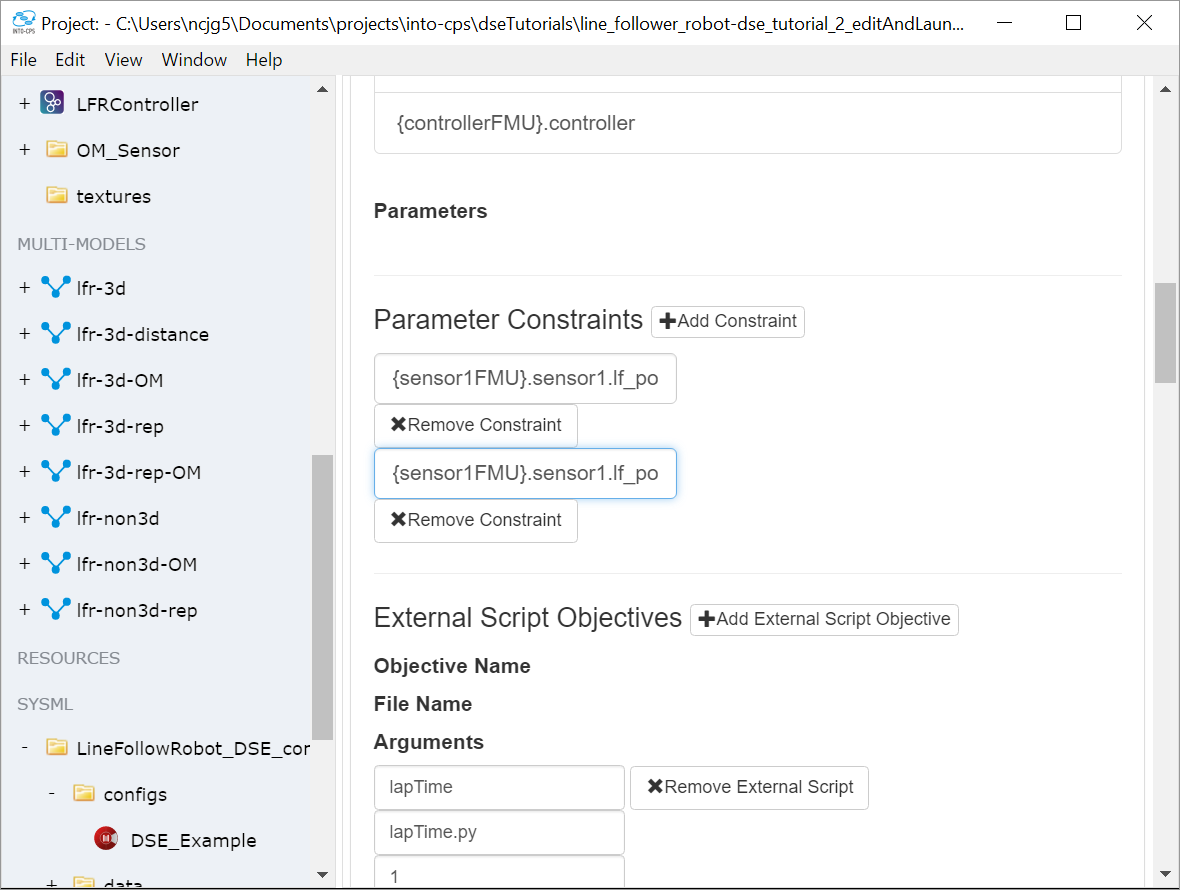 INTO-CPS
Project: - C:\Users\ncjg5\Documents\projects\into-cps\dseTutorials\line_follower_robot-dse_tutorial_2_editAndLaun...
File Edit View Window Help
+ LFRController
+ OM_Sensor
textures
MULTI-MODELS
+ lfr-3d
+ lfr-3d-distance
+ lfr-3d-OM
+ lfr-3d-rep
+ lfr-3d-rep-OM
+ lfr-non3d
+ lfr-non3d-OM
+ lfr-non3d-rep
RESOURCES
SYSML
- LineFollowRobot_DSE_cor
- configs
DSE_Example
+ data
{controllerFMU}.controller
Parameters
Parameter Constraints +Add Constraint
{sensor1FMU}.sensor1.lf_po
✖Remove Constraint
{sensor1FMU}.sensor1.lf_po
✖Remove Constraint
External Script Objectives +Add External Script Objective
Objective Name
File Name
Arguments
lapTime ✖Remove External Script
lapTime.py
1